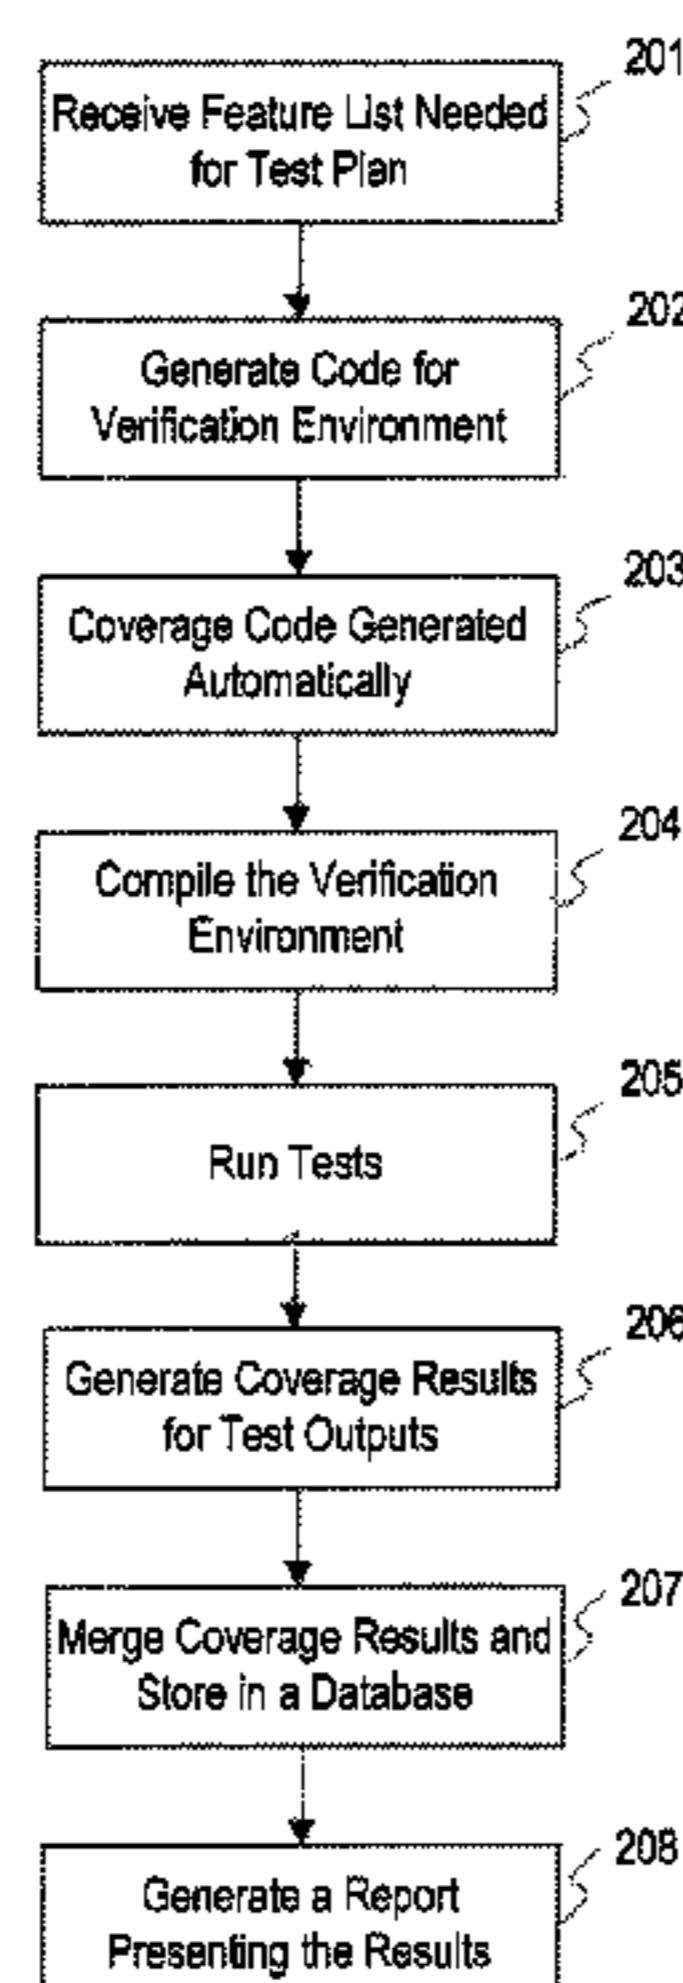 201
Receive Feature List Needed
for Test Plan
202
Generate Code for
Verification Environment
203
Coverage Code Generated
Automatically
204
Compile the Verification
Environment
205
Run Tests
206
Generate Coverage Results
for Test Outputs
207
Merge Coverage Results and
Store in a Database
208
Generate a Report
Presenting the Results